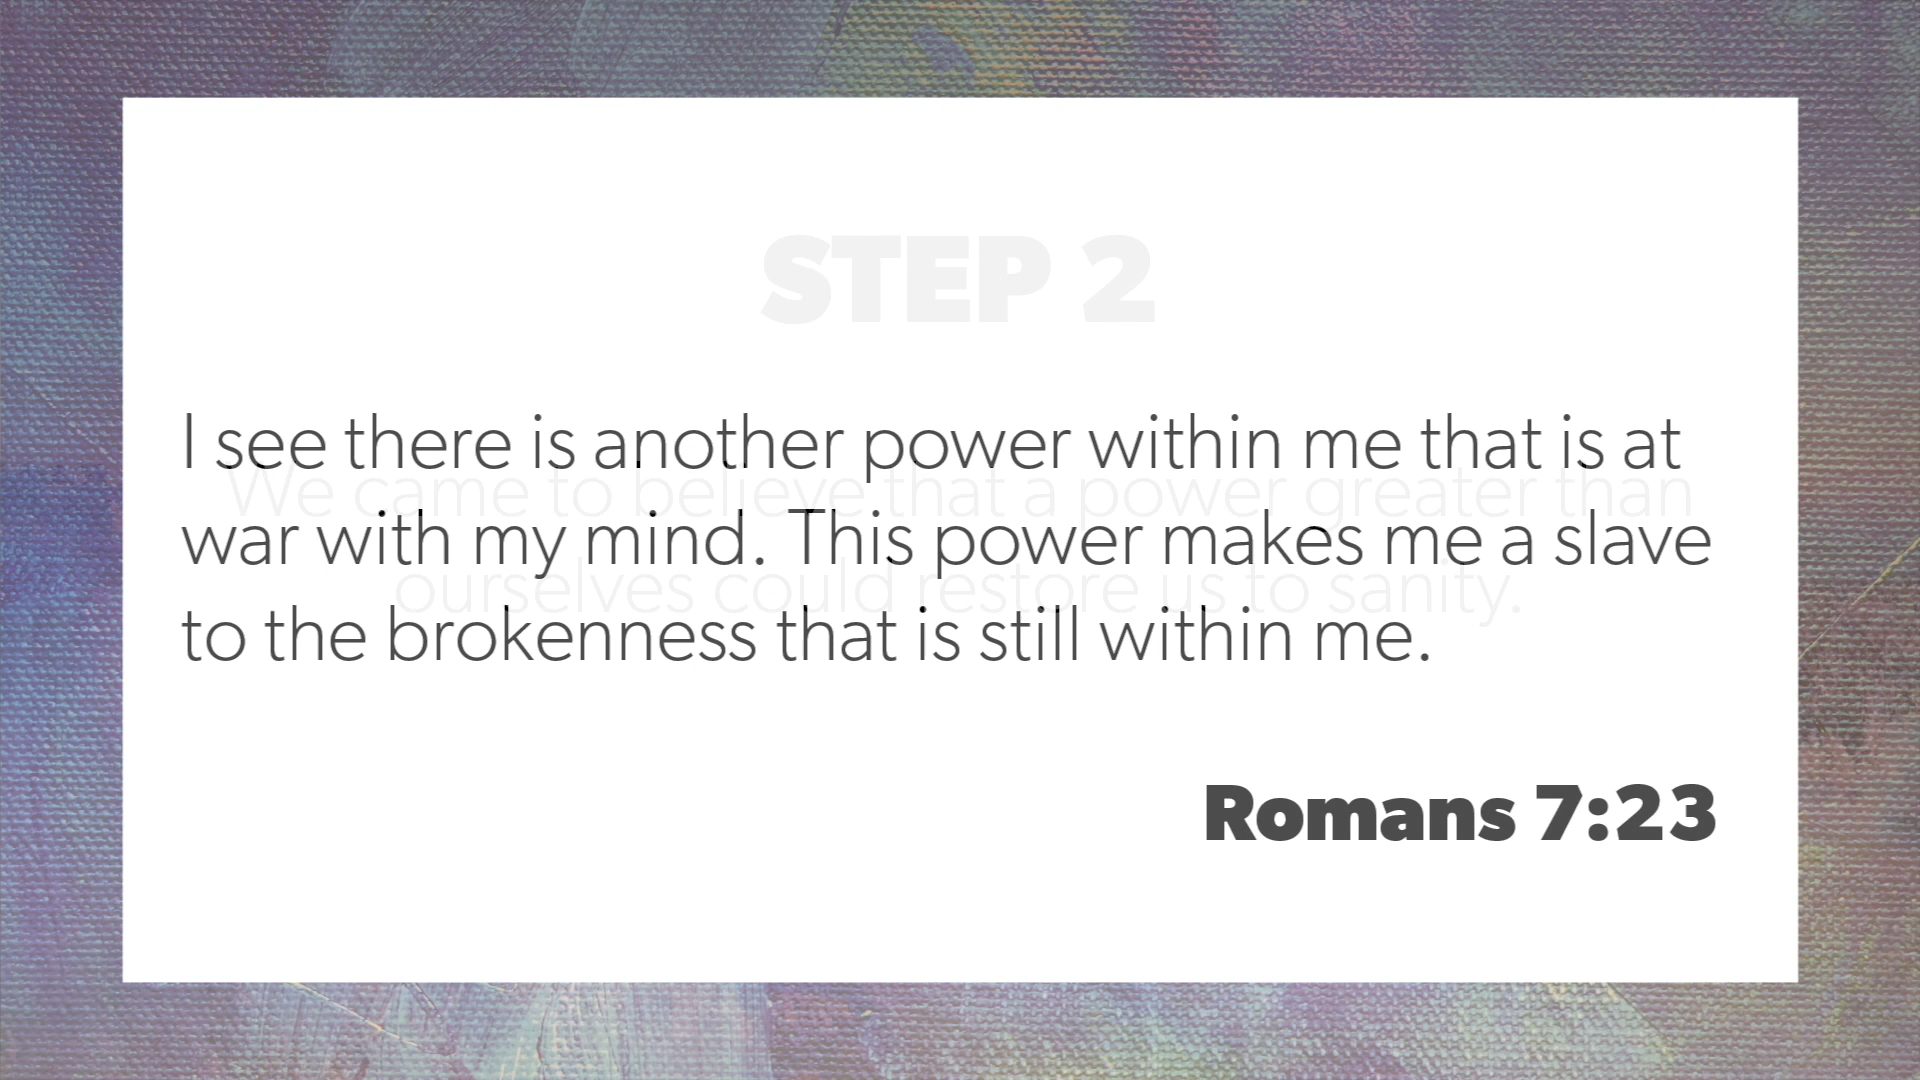 STEP 2
I see there is another power within me that is at
We came to believe that a power greater than
war with my mind. This power makes me a slave
ourselves could restore us to sanity.
to the brokenness that is still within me.
Romans 7:23